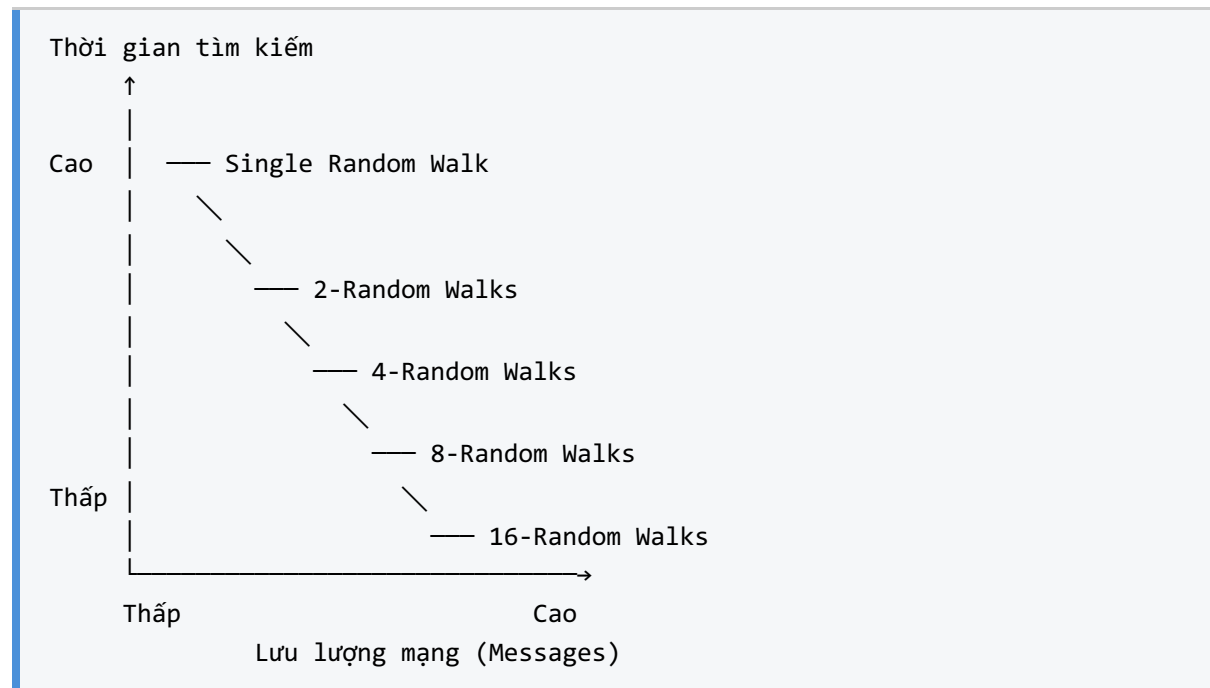 Thời gian tìm kiếm
Cao
Single Random Walk
2-Random Walks
4-Random Walks
8-Random Walks
Thấp
16-Random Walks
Thấp Cao
Lưu lượng mạng (Messages)